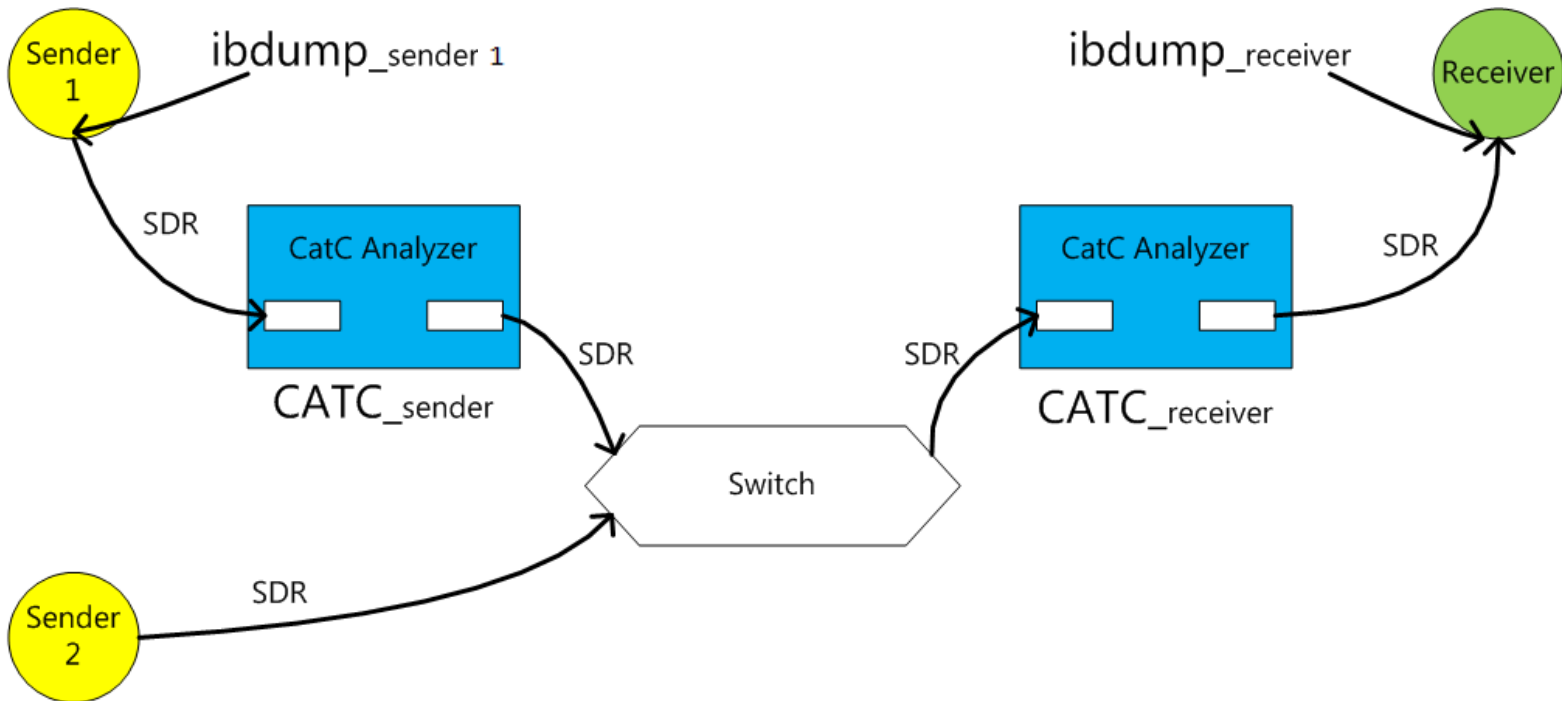 Sender
1
ibdump_sender 1
ibdump_receiver
Receiver
SDR
CatC Analyzer
SDR
CATC_sender
SDR
CatC Analyzer
SDR
CATC_receiver
Switch
SDR
Sender
2